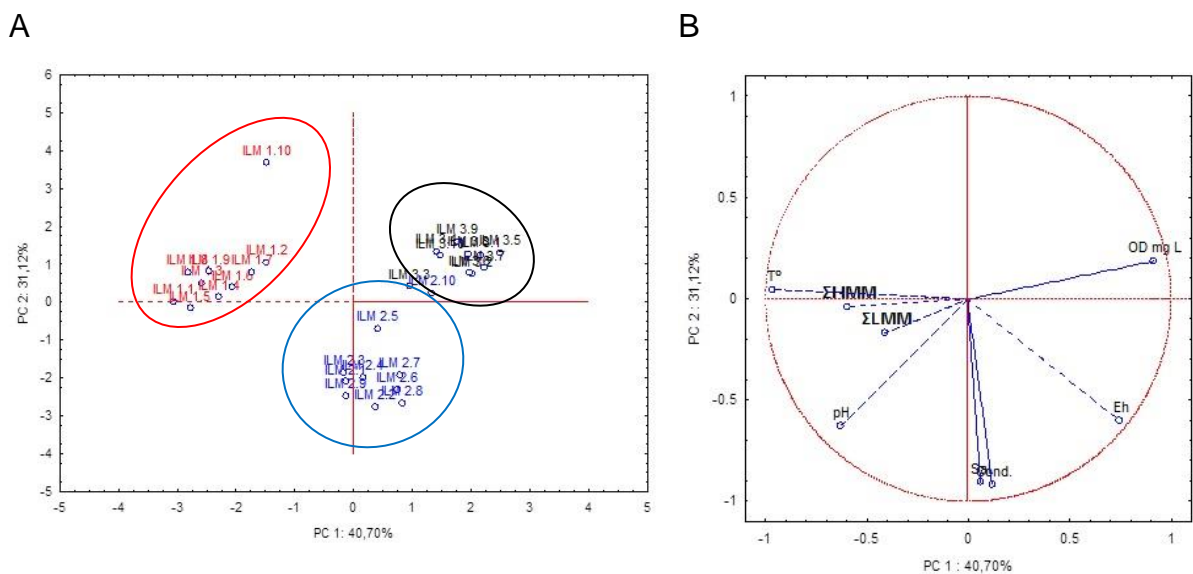 A
B
6
5
4
3
2
1
0
-1
-2
-3
-4
-5
-5
-4
-3
-2
-1
0
1
2
3
4
5
PC 2: 31,12%
PC 1: 40,70%
ILM 1.10
ILM 1.9
ILM 1.2
ILM 1.7
ILM 1.6
ILM 1.4
ILM 1.1
ILM 1.5
ILM 3.9
ILM 3.5
ILM 3.3
ILM 2.10
ILM 2.5
ILM 2.3
ILM 2.4
ILM 2.7
ILM 2.1
ILM 2.6
ILM 2.9
ILM 2.2
ILM 2.8
1
0.5
0
-0.5
-1
-1
-0.5
0
0.5
1
PC 2 : 31,12%
PC 1 : 40,70%
OD mg L
Tº
ΣHMM
ΣLMM
pH
Eh